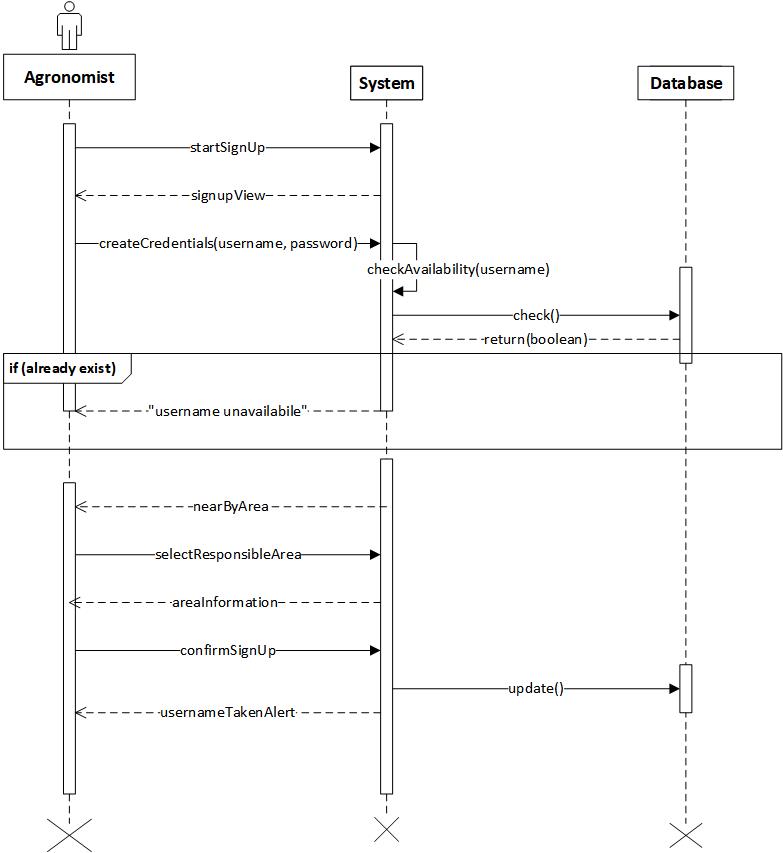 Agronomist
System
Database
startSignUp
signupView
createCredentials(username, password)
checkAvailability(username)
check()
return(boolean)
if (already exist)
"username unavailabile"
nearByArea
selectResponsibleArea
areaInformation
confirmSignUp
update()
usernameTakenAlert